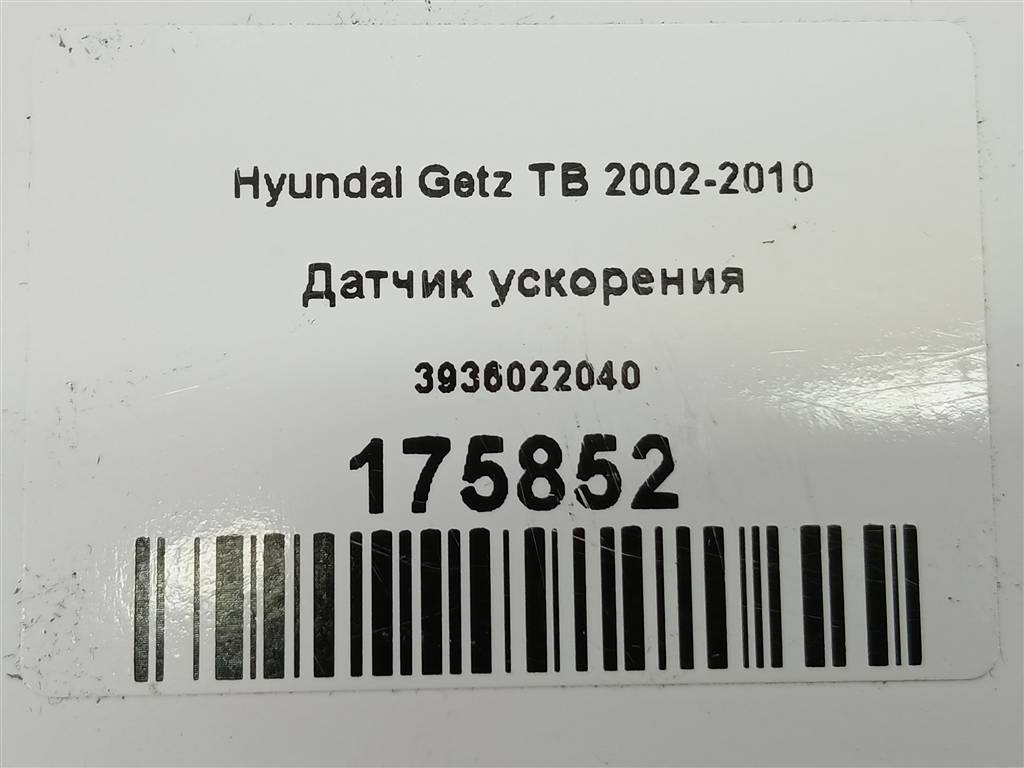 Hyundai Getz TB 2002-2010
Датчик ускорения
3936022040
175852